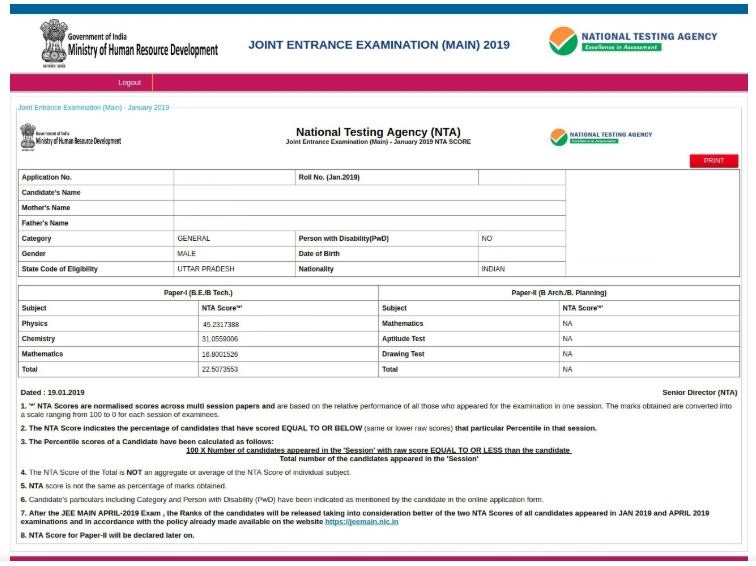 Government of India
Ministry of Human Resource Development
JOINT ENTRANCE EXAMINATION (MAIN) 2019
NATIONAL TESTING AGENCY
Excellence in Assessment
Logout
Joint Entrance Examination (Main) - January 2019
Government of India
Ministry of Human Resource Development
National Testing Agency (NTA)
Joint Entrance Examination (Main) - January 2019 NTA SCORE
NATIONAL TESTING AGENCY
Excellence in Assessment
PRINT
Application No. Roll No. (Jan.2019)
Candidate's Name
Mother's Name
Father's Name
Category GENERAL Person with Disability(PwD) NO
Gender MALE Date of Birth
State Code of Eligibility UTTAR PRADESH Nationality INDIAN
Paper-I (B.E./B Tech.) Paper-II (B Arch./B. Planning)
Subject NTA Score'*' Subject NTA Score'*'
Physics 45.2317388 Mathematics NA
Chemistry 31.0559006 Aptitude Test NA
Mathematics 16.8001526 Drawing Test NA
Total 22.5073553 Total NA
Dated : 19.01.2019 Senior Director (NTA)
1. '*' NTA Scores are normalised scores across multi session papers and are based on the relative performance of all those who appeared for the examination in one session. The marks obtained are converted into
a scale ranging from 100 to 0 for each session of examinees.
2. The NTA Score indicates the percentage of candidates that have scored EQUAL TO OR BELOW (same or lower raw scores) that particular Percentile in that session.
3. The Percentile scores of a Candidate have been calculated as follows:
100 X Number of candidates appeared in the 'Session' with raw score EQUAL TO OR LESS than the candidate
Total number of the candidates appeared in the 'Session'
4. The NTA Score of the Total is NOT an aggregate or average of the NTA Score of individual subject.
5. NTA score is not the same as percentage of marks obtained.
6. Candidate's particulars including Category and Person with Disability (PwD) have been indicated as mentioned by the candidate in the online application form.
7. After the JEE MAIN APRIL-2019 Exam , the Ranks of the candidates will be released taking into consideration better of the two NTA Scores of all candidates appeared in JAN 2019 and APRIL 2019
examinations and in accordance with the policy already made available on the website https://jeemain.nic.in
8. NTA Score for Paper-II will be declared later on.